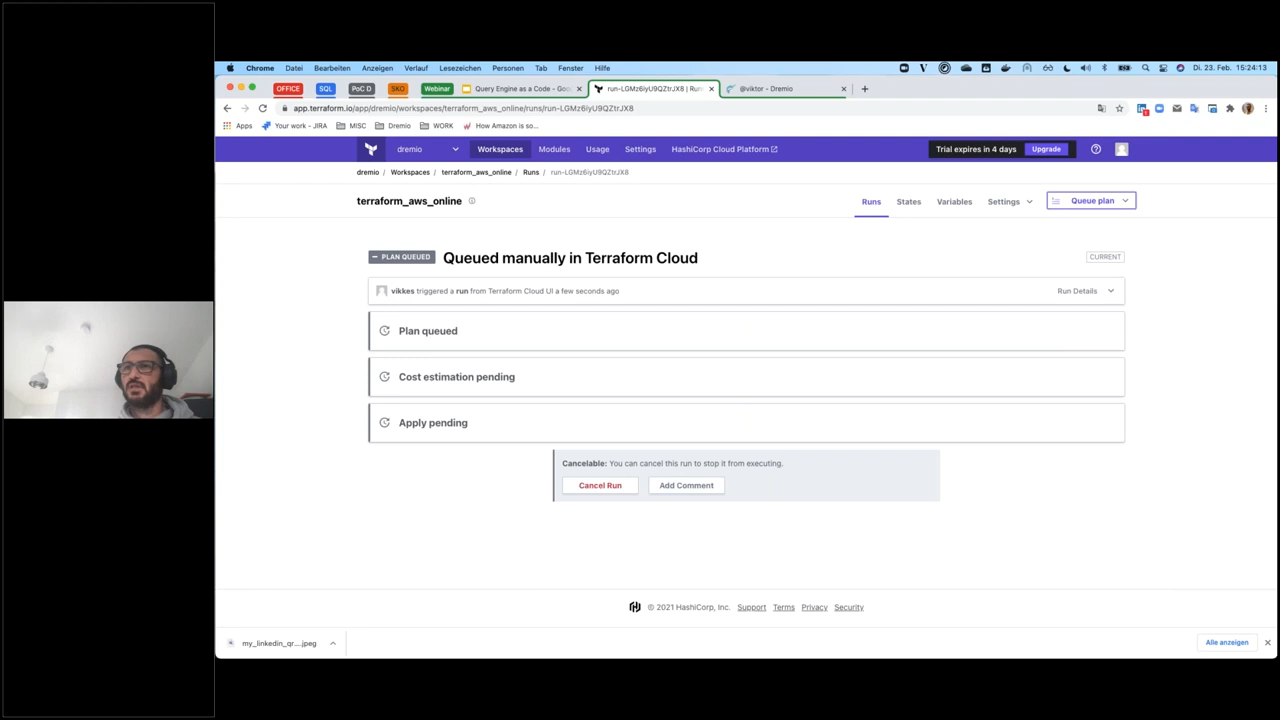 Chrome Datei Bearbeiten Anzeigen Verlauf Lesezeichen Personen Tab Fenster Hilfe Di. 23. Feb. 15:24:13
OFFICE SQL PoC D SKO Webinar Query Engine as a Code - Goo run-LGMz6iyU9QZtrJX8 | Run @viktor - Dremio
app.terraform.io/app/dremio/workspaces/terraform_aws_online/runs/run-LGMz6iyU9QZtrJX8
Apps Your work - JIRA MISC Dremio WORK How Amazon is so...
dremio Workspaces Modules Usage Settings HashiCorp Cloud Platform Trial expires in 4 days Upgrade
dremio / Workspaces / terraform_aws_online / Runs / run-LGMz6iyU9QZtrJX8
terraform_aws_online Runs States Variables Settings Queue plan
PLAN QUEUED Queued manually in Terraform Cloud CURRENT
vikkes triggered a run from Terraform Cloud UI a few seconds ago Run Details
Plan queued
Cost estimation pending
Apply pending
Cancelable: You can cancel this run to stop it from executing.
Cancel Run Add Comment
© 2021 HashiCorp, Inc. Support Terms Privacy Security
my_linkedin_qr....jpeg Alle anzeigen